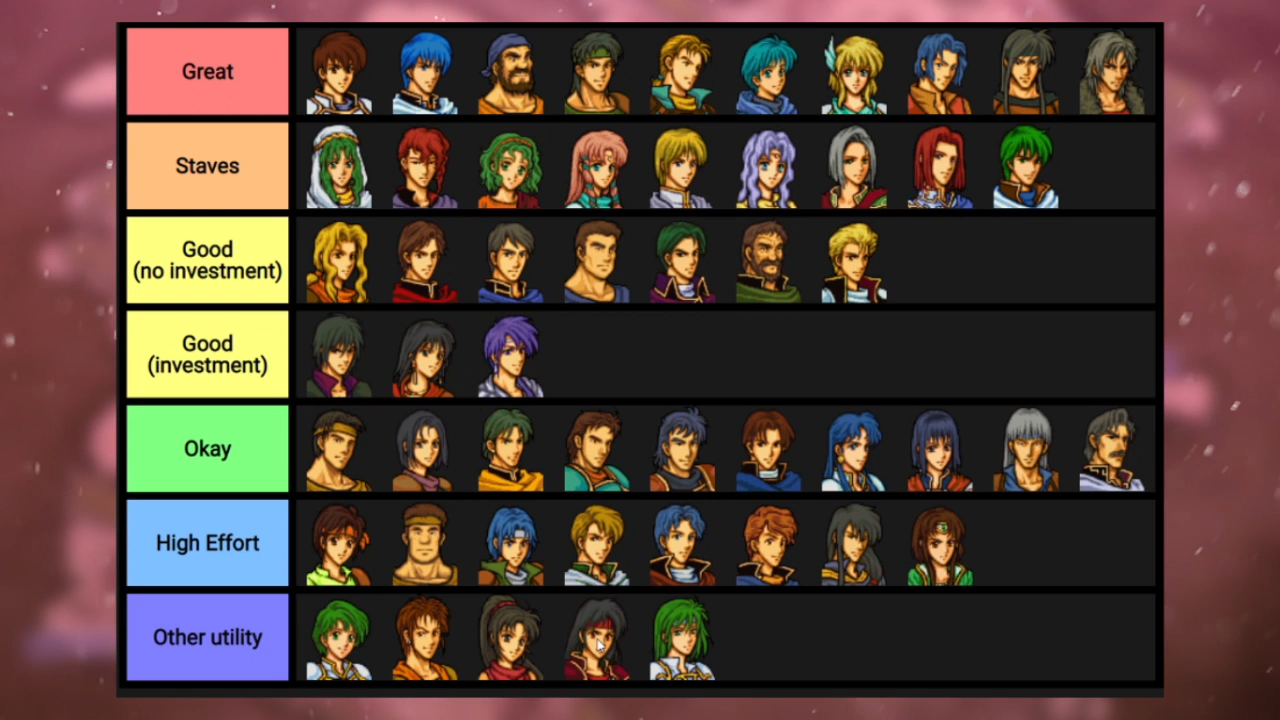 Great
Staves
Good
(no investment)
Good
(investment)
Okay
High Effort
Other utility